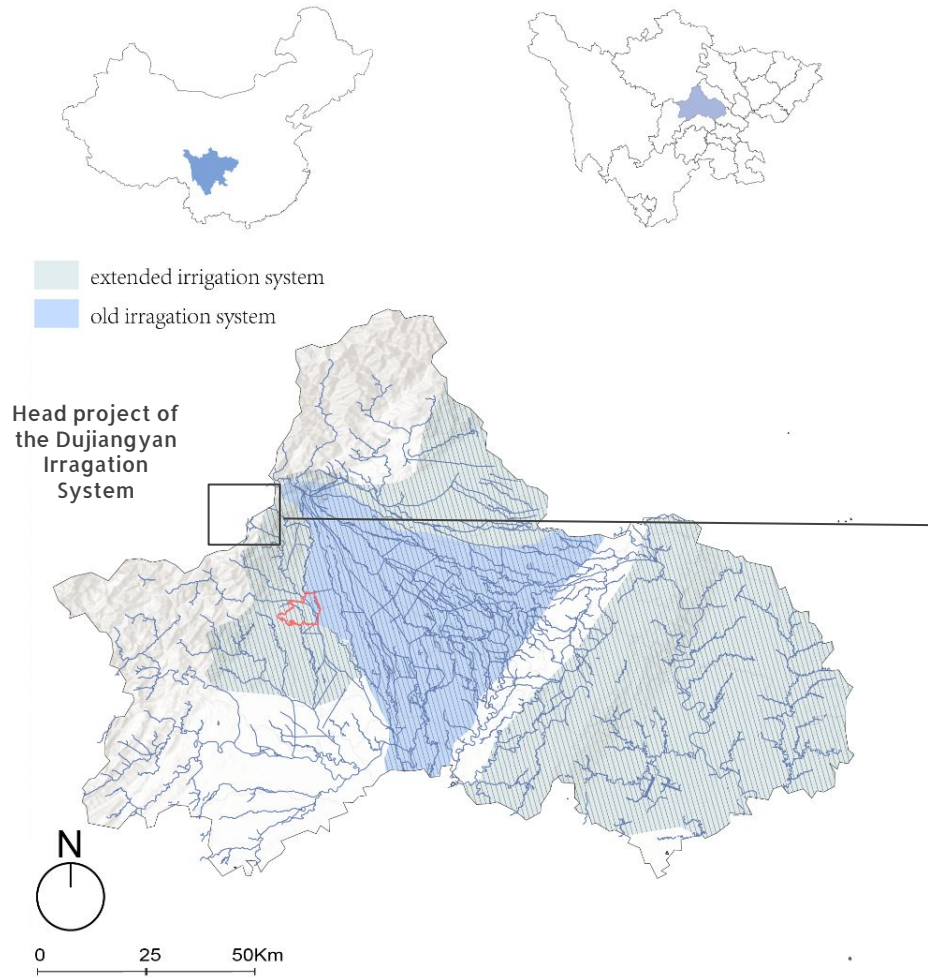 extended irrigation system
old irragation system
Head project of
the Dujiangyan
Irragation
System
N
0 25 50Km